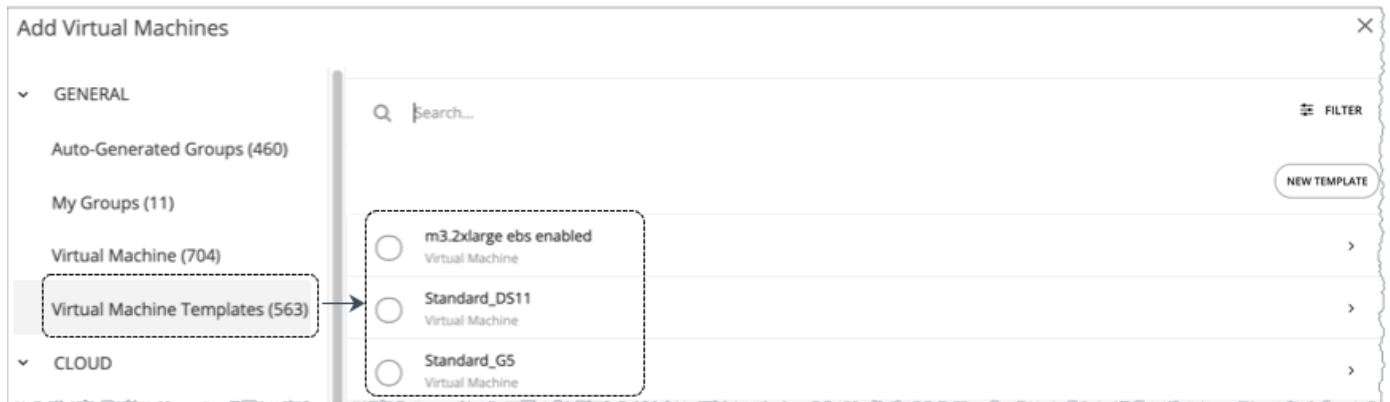 Add Virtual Machines
GENERAL
Auto-Generated Groups (460)
My Groups (11)
Virtual Machine (704)
Virtual Machine Templates (563)
CLOUD
Search...
FILTER
NEW TEMPLATE
m3.2xlarge ebs enabled
Virtual Machine
Standard_DS11
Virtual Machine
Standard_G5
Virtual Machine